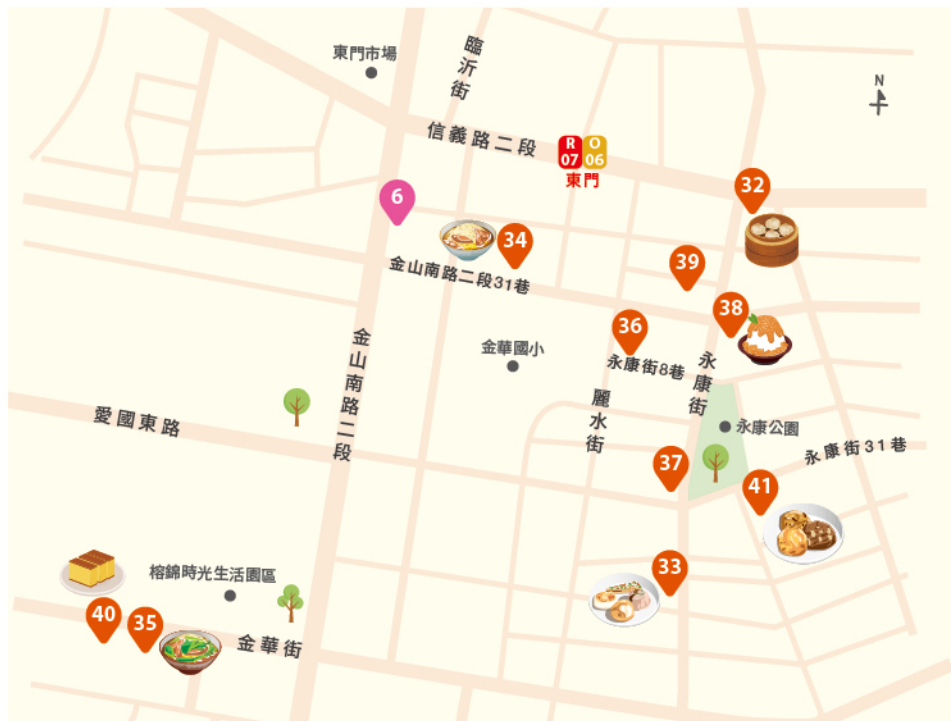 東門市場
臨沂街
N
信義路二段
R
07
O
06
東門
32
6
34
金山南路二段31巷
39
38
36
金華國小
永康街8巷
永康街
金山南路二段
麗水街
愛國東路
永康公園
永康街31巷
37
41
榕錦時光生活園區
33
40
35
金華街